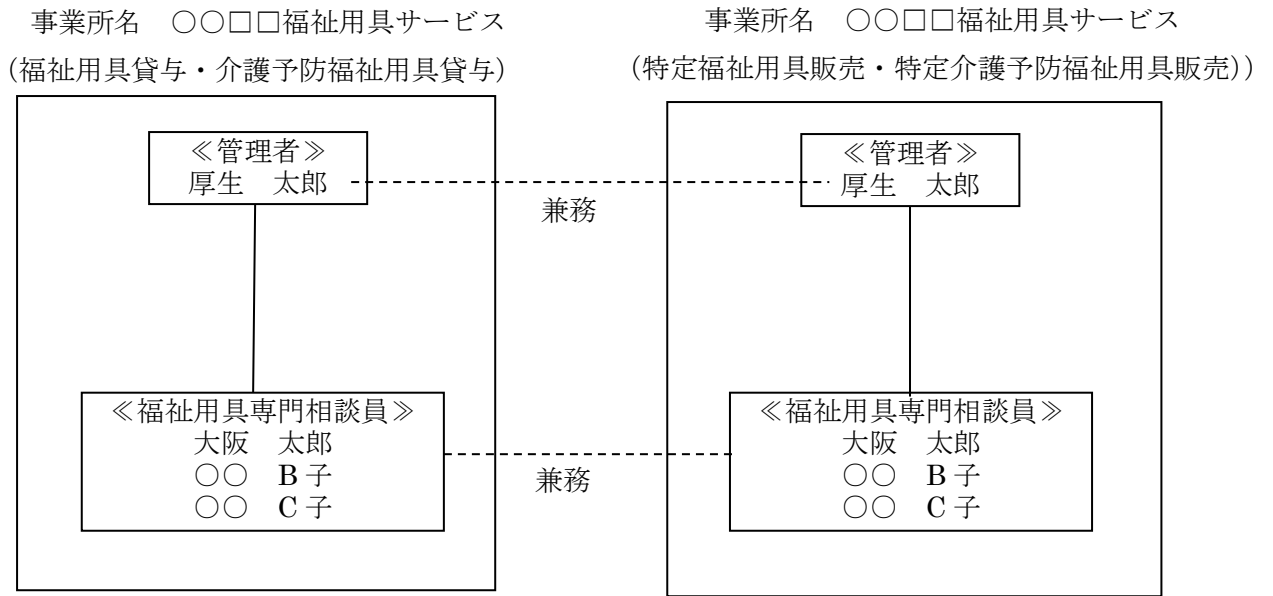 事業所名　○○□□福祉用具サービス
(福祉用具貸与・介護予防福祉用具貸与)
≪管理者≫
厚生　太郎
≪福祉用具専門相談員≫
大阪　太郎
○○　B子
○○　C子
兼務
兼務
事業所名　○○□□福祉用具サービス
(特定福祉用具販売・特定介護予防福祉用具販売))
≪管理者≫
厚生　太郎
≪福祉用具専門相談員≫
大阪　太郎
○○　B子
○○　C子